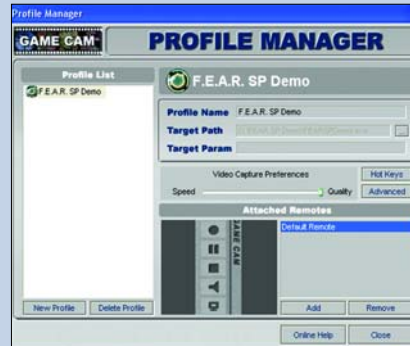 Profile Manager
GAME CAM
PROFILE MANAGER
Profile List
F.E.A.R. SP Demo
F.E.A.R. SP Demo
Profile Name F.E.A.R. SP Demo
Target Path
Target Param
Video Capture Preferences
Hot Keys
Speed
Quality
Advanced
Attached Remotes
GAME CAM
Default Remote
New Profile
Delete Profile
Add
Remove
Online Help
Close